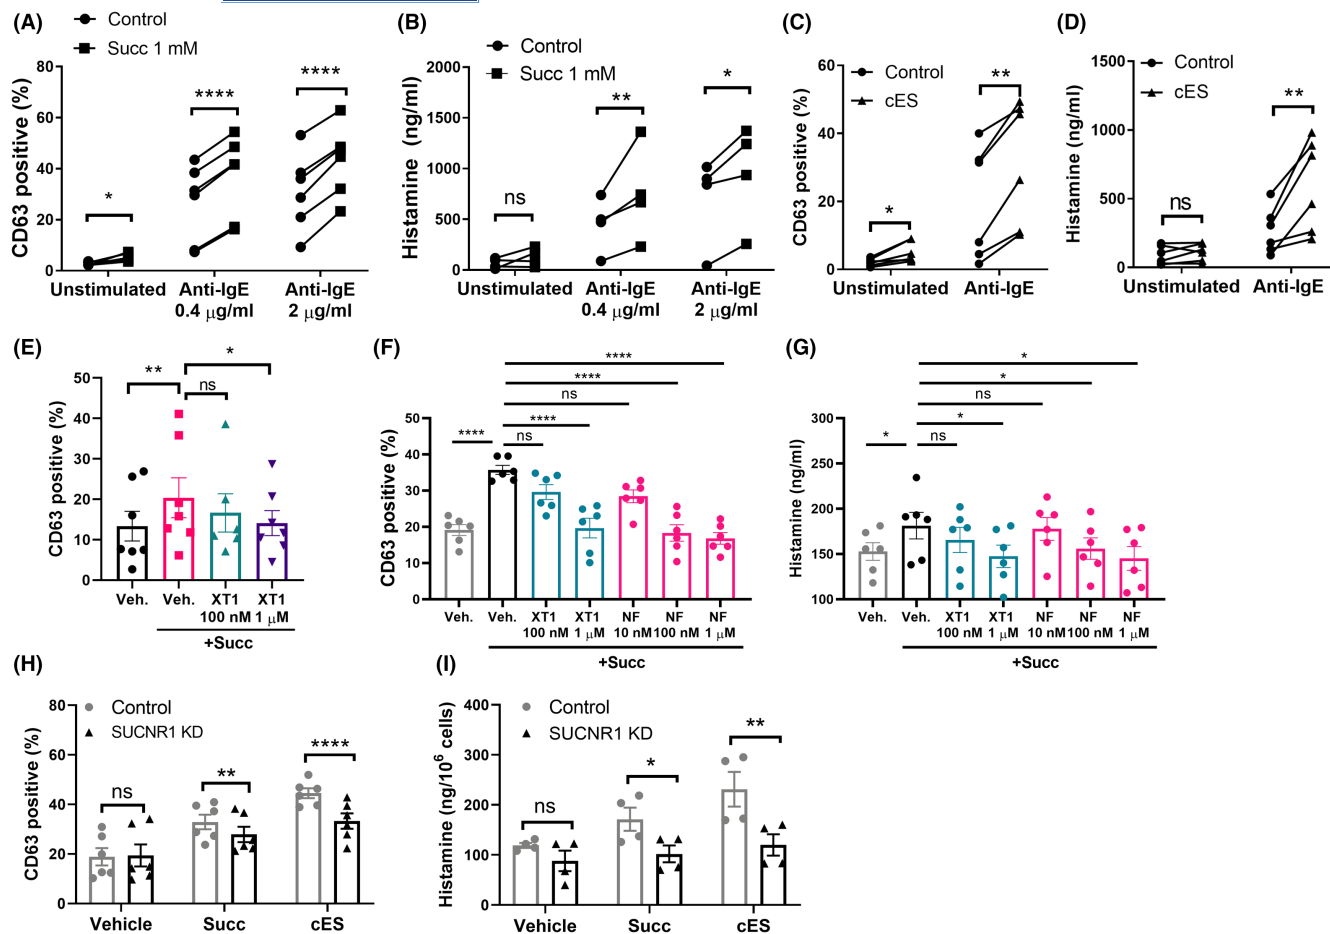 (A)
Control
Succ 1 mM
CD63 positive (%)
80
60
40
20
0
*
****
****
Unstimulated
Anti-IgE
0.4 μg/ml
Anti-IgE
2 μg/ml
(B)
Control
Succ 1 mM
Histamine (ng/ml)
2000
1500
1000
500
0
ns
**
*
Unstimulated
Anti-IgE
0.4 μg/ml
Anti-IgE
2 μg/ml
(C)
Control
cES
CD63 positive (%)
60
40
20
0
*
**
Unstimulated
Anti-IgE
(D)
Control
cES
Histamine (ng/ml)
1500
1000
500
0
ns
**
Unstimulated
Anti-IgE
(E)
CD63 positive (%)
50
40
30
20
10
0
**
ns
*
Veh.
Veh.
XT1
100 nM
XT1
1 μM
+Succ
(F)
CD63 positive (%)
50
40
30
20
10
0
****
****
ns
****
ns
****
Veh.
Veh.
XT1
100 nM
XT1
1 μM
NF
10 nM
NF
100 nM
NF
1 μM
+Succ
(G)
Histamine (ng/ml)
300
250
200
150
100
*
*
ns
*
ns
*
Veh.
Veh.
XT1
100 nM
XT1
1 μM
NF
10 nM
NF
100 nM
NF
1 μM
+Succ
(H)
Control
SUCNR1 KD
CD63 positive (%)
80
60
40
20
0
ns
**
****
Vehicle
Succ
cES
(I)
Control
SUCNR1 KD
Histamine (ng/10⁶ cells)
400
300
200
100
0
ns
*
**
Vehicle
Succ
cES